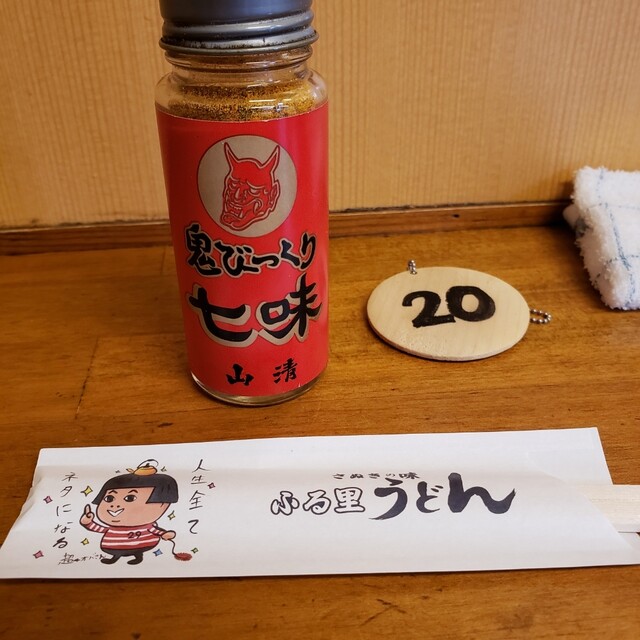 鬼びっくり
七味
山清
20
人生全て
ネタになる
29
さぬきの味
ふる里うどん